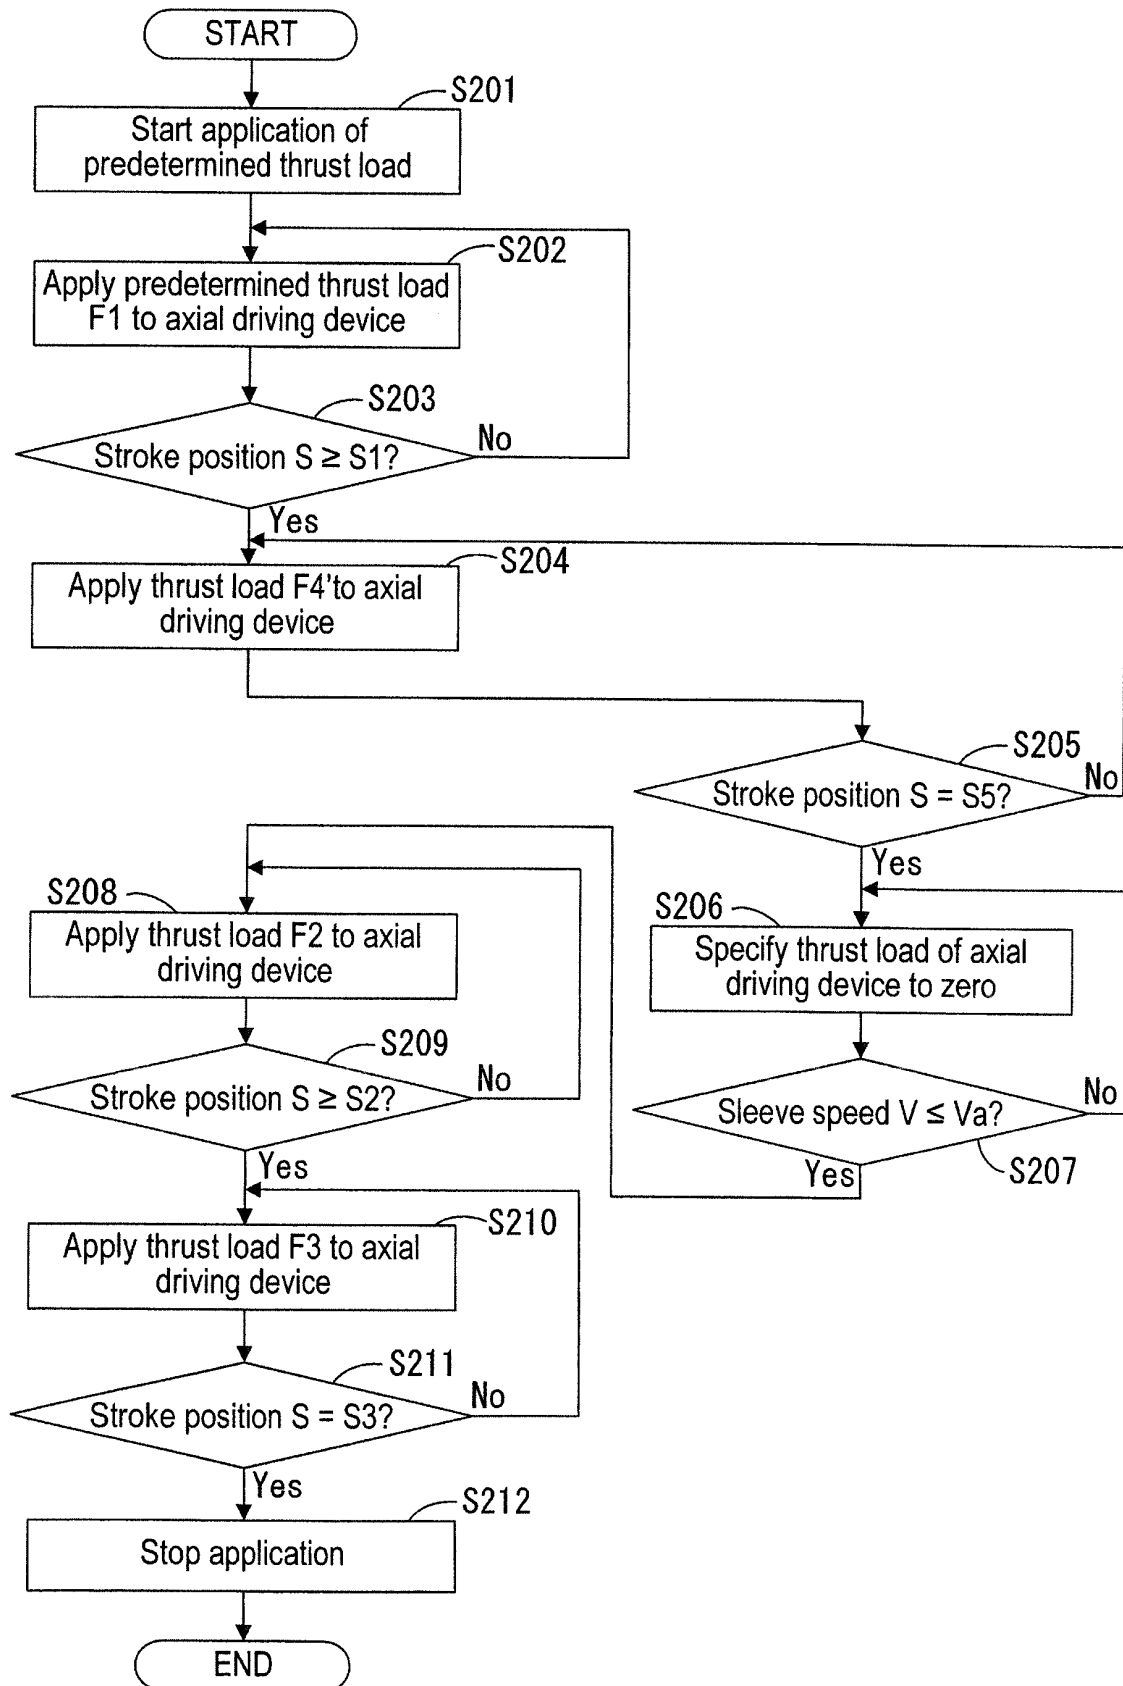 START
S201
Start application of
predetermined thrust load
S202
Apply predetermined thrust load
F1 to axial driving device
S203
Stroke position S ≥ S1?
No
Yes
S204
Apply thrust load F4'to axial
driving device
S205
Stroke position S = S5?
No
Yes
S206
Specify thrust load of axial
driving device to zero
Sleeve speed V ≤ Va?
No
S207
Yes
S208
Apply thrust load F2 to axial
driving device
S209
Stroke position S ≥ S2?
No
Yes
S210
Apply thrust load F3 to axial
driving device
S211
Stroke position S = S3?
No
Yes
S212
Stop application
END